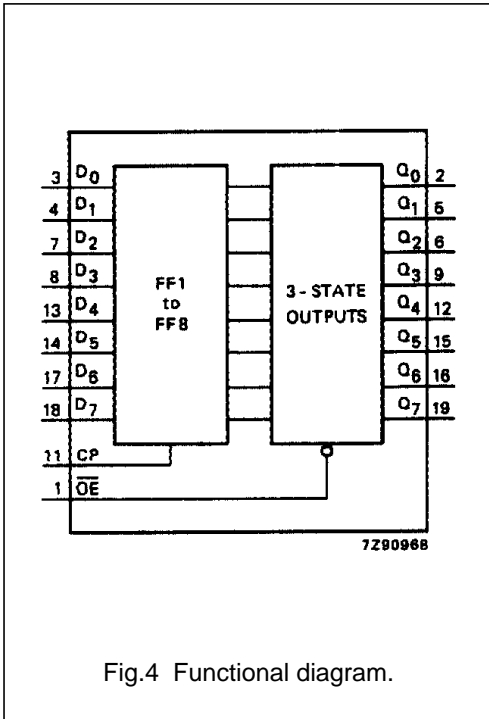 3 D0 Q0 2
4 D1 Q1 5
7 D2 Q2 6
8 D3 Q3 9
13 D4 Q4 12
14 D5 Q5 15
17 D6 Q6 16
18 D7 Q7 19
FF1
to
FF8
3-STATE
OUTPUTS
11 CP
1 O̅E̅
7Z90968
Fig.4 Functional diagram.